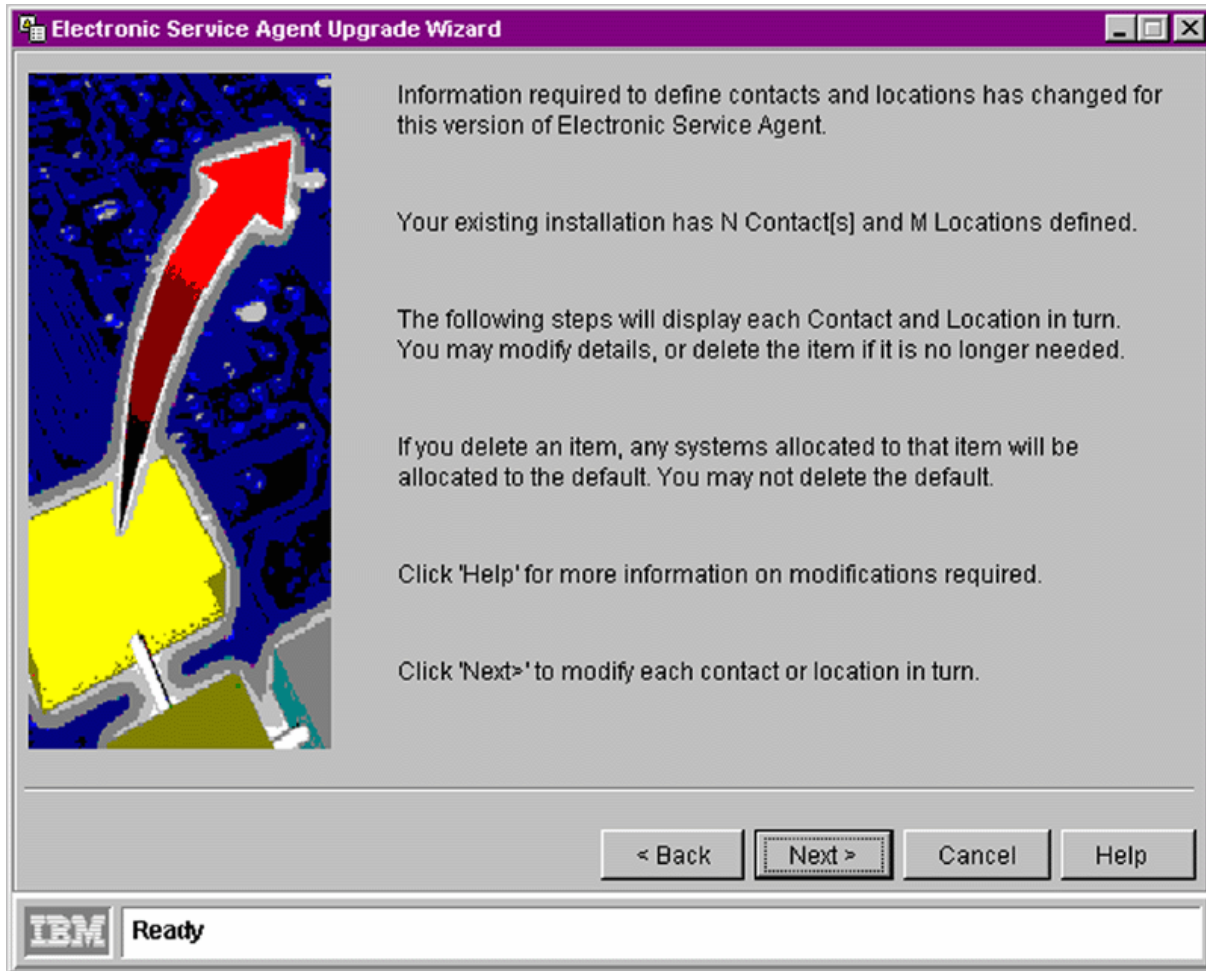 Electronic Service Agent Upgrade Wizard
Information required to define contacts and locations has changed for
this version of Electronic Service Agent.
Your existing installation has N Contact[s] and M Locations defined.
The following steps will display each Contact and Location in turn.
You may modify details, or delete the item if it is no longer needed.
If you delete an item, any systems allocated to that item will be
allocated to the default. You may not delete the default.
Click 'Help' for more information on modifications required.
Click 'Next>' to modify each contact or location in turn.
< Back
Next >
Cancel
Help
IBM
Ready